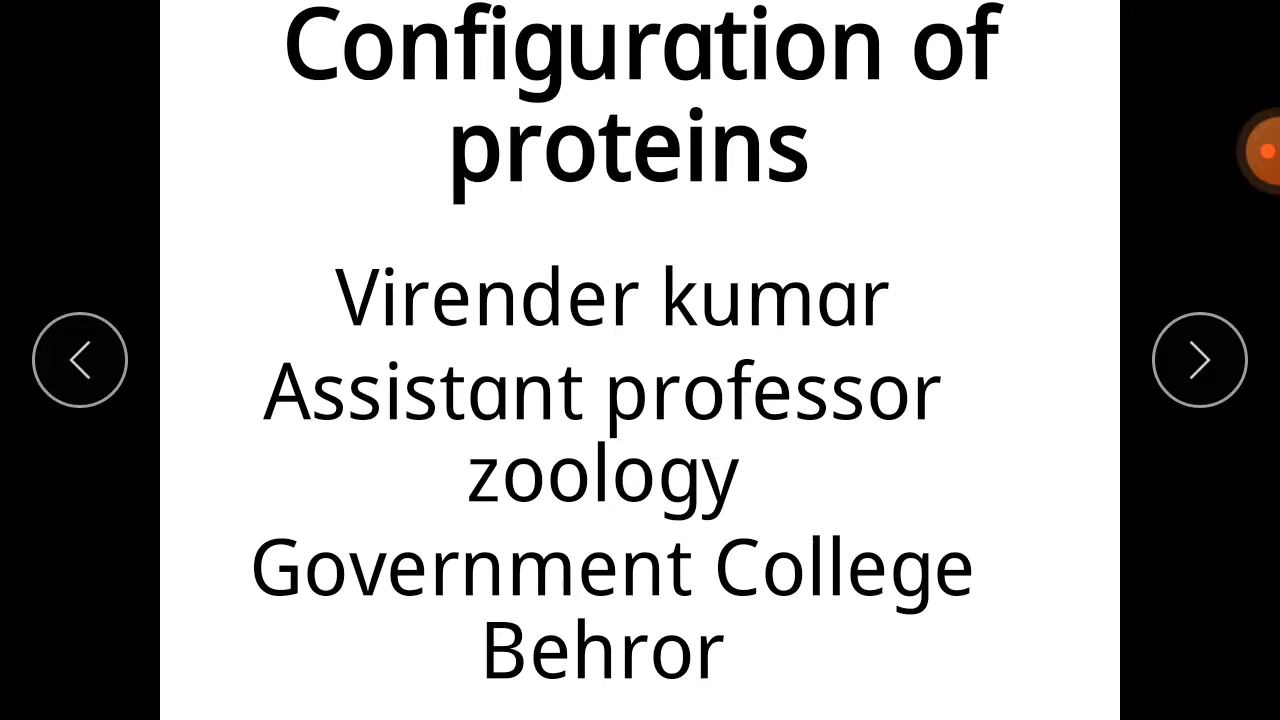 Configuration of
proteins
Virender kumar
Assistant professor
zoology
Government College
Behror